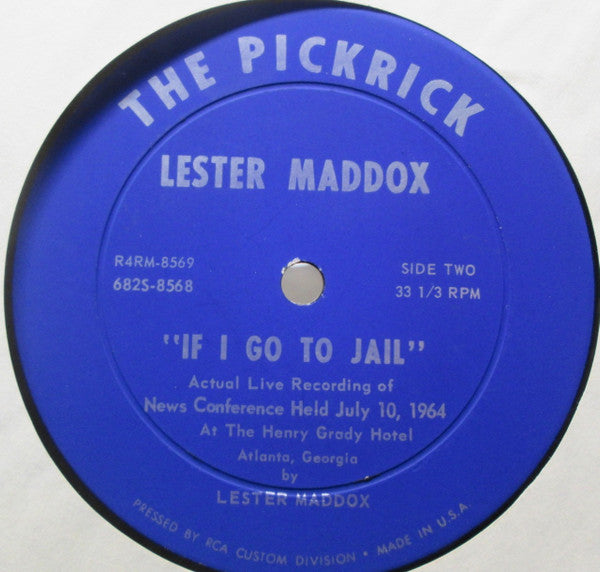 THE PICKRICK
LESTER MADDOX
R4RM-8569
682S-8568
SIDE TWO
33 1/3 RPM
"IF I GO TO JAIL"
Actual Live Recording of
News Conference Held July 10, 1964
At The Henry Grady Hotel
Atlanta, Georgia
by
LESTER MADDOX
PRESSED BY RCA CUSTOM DIVISION • MADE IN U.S.A